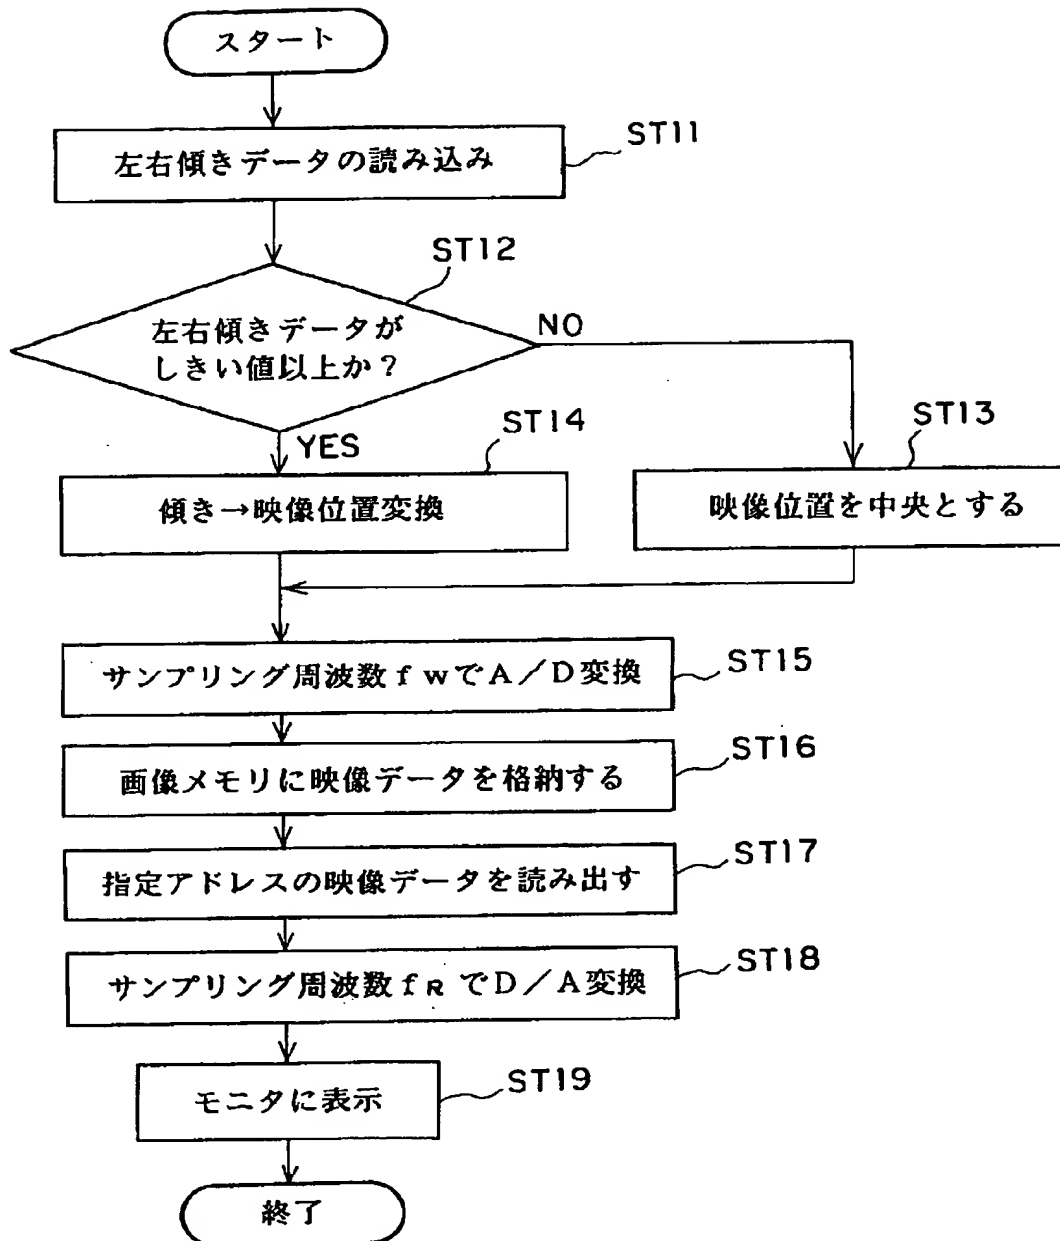 スタート
ST11
左右傾きデータの読み込み
ST12
左右傾きデータが
しきい値以上か？
NO
YES
ST14
ST13
傾き→映像位置変換
映像位置を中央とする
サンプリング周波数ｆｗでＡ／Ｄ変換
ST15
画像メモリに映像データを格納する
ST16
指定アドレスの映像データを読み出す
ST17
サンプリング周波数ｆRでＤ／Ａ変換
ST18
モニタに表示
ST19
終了